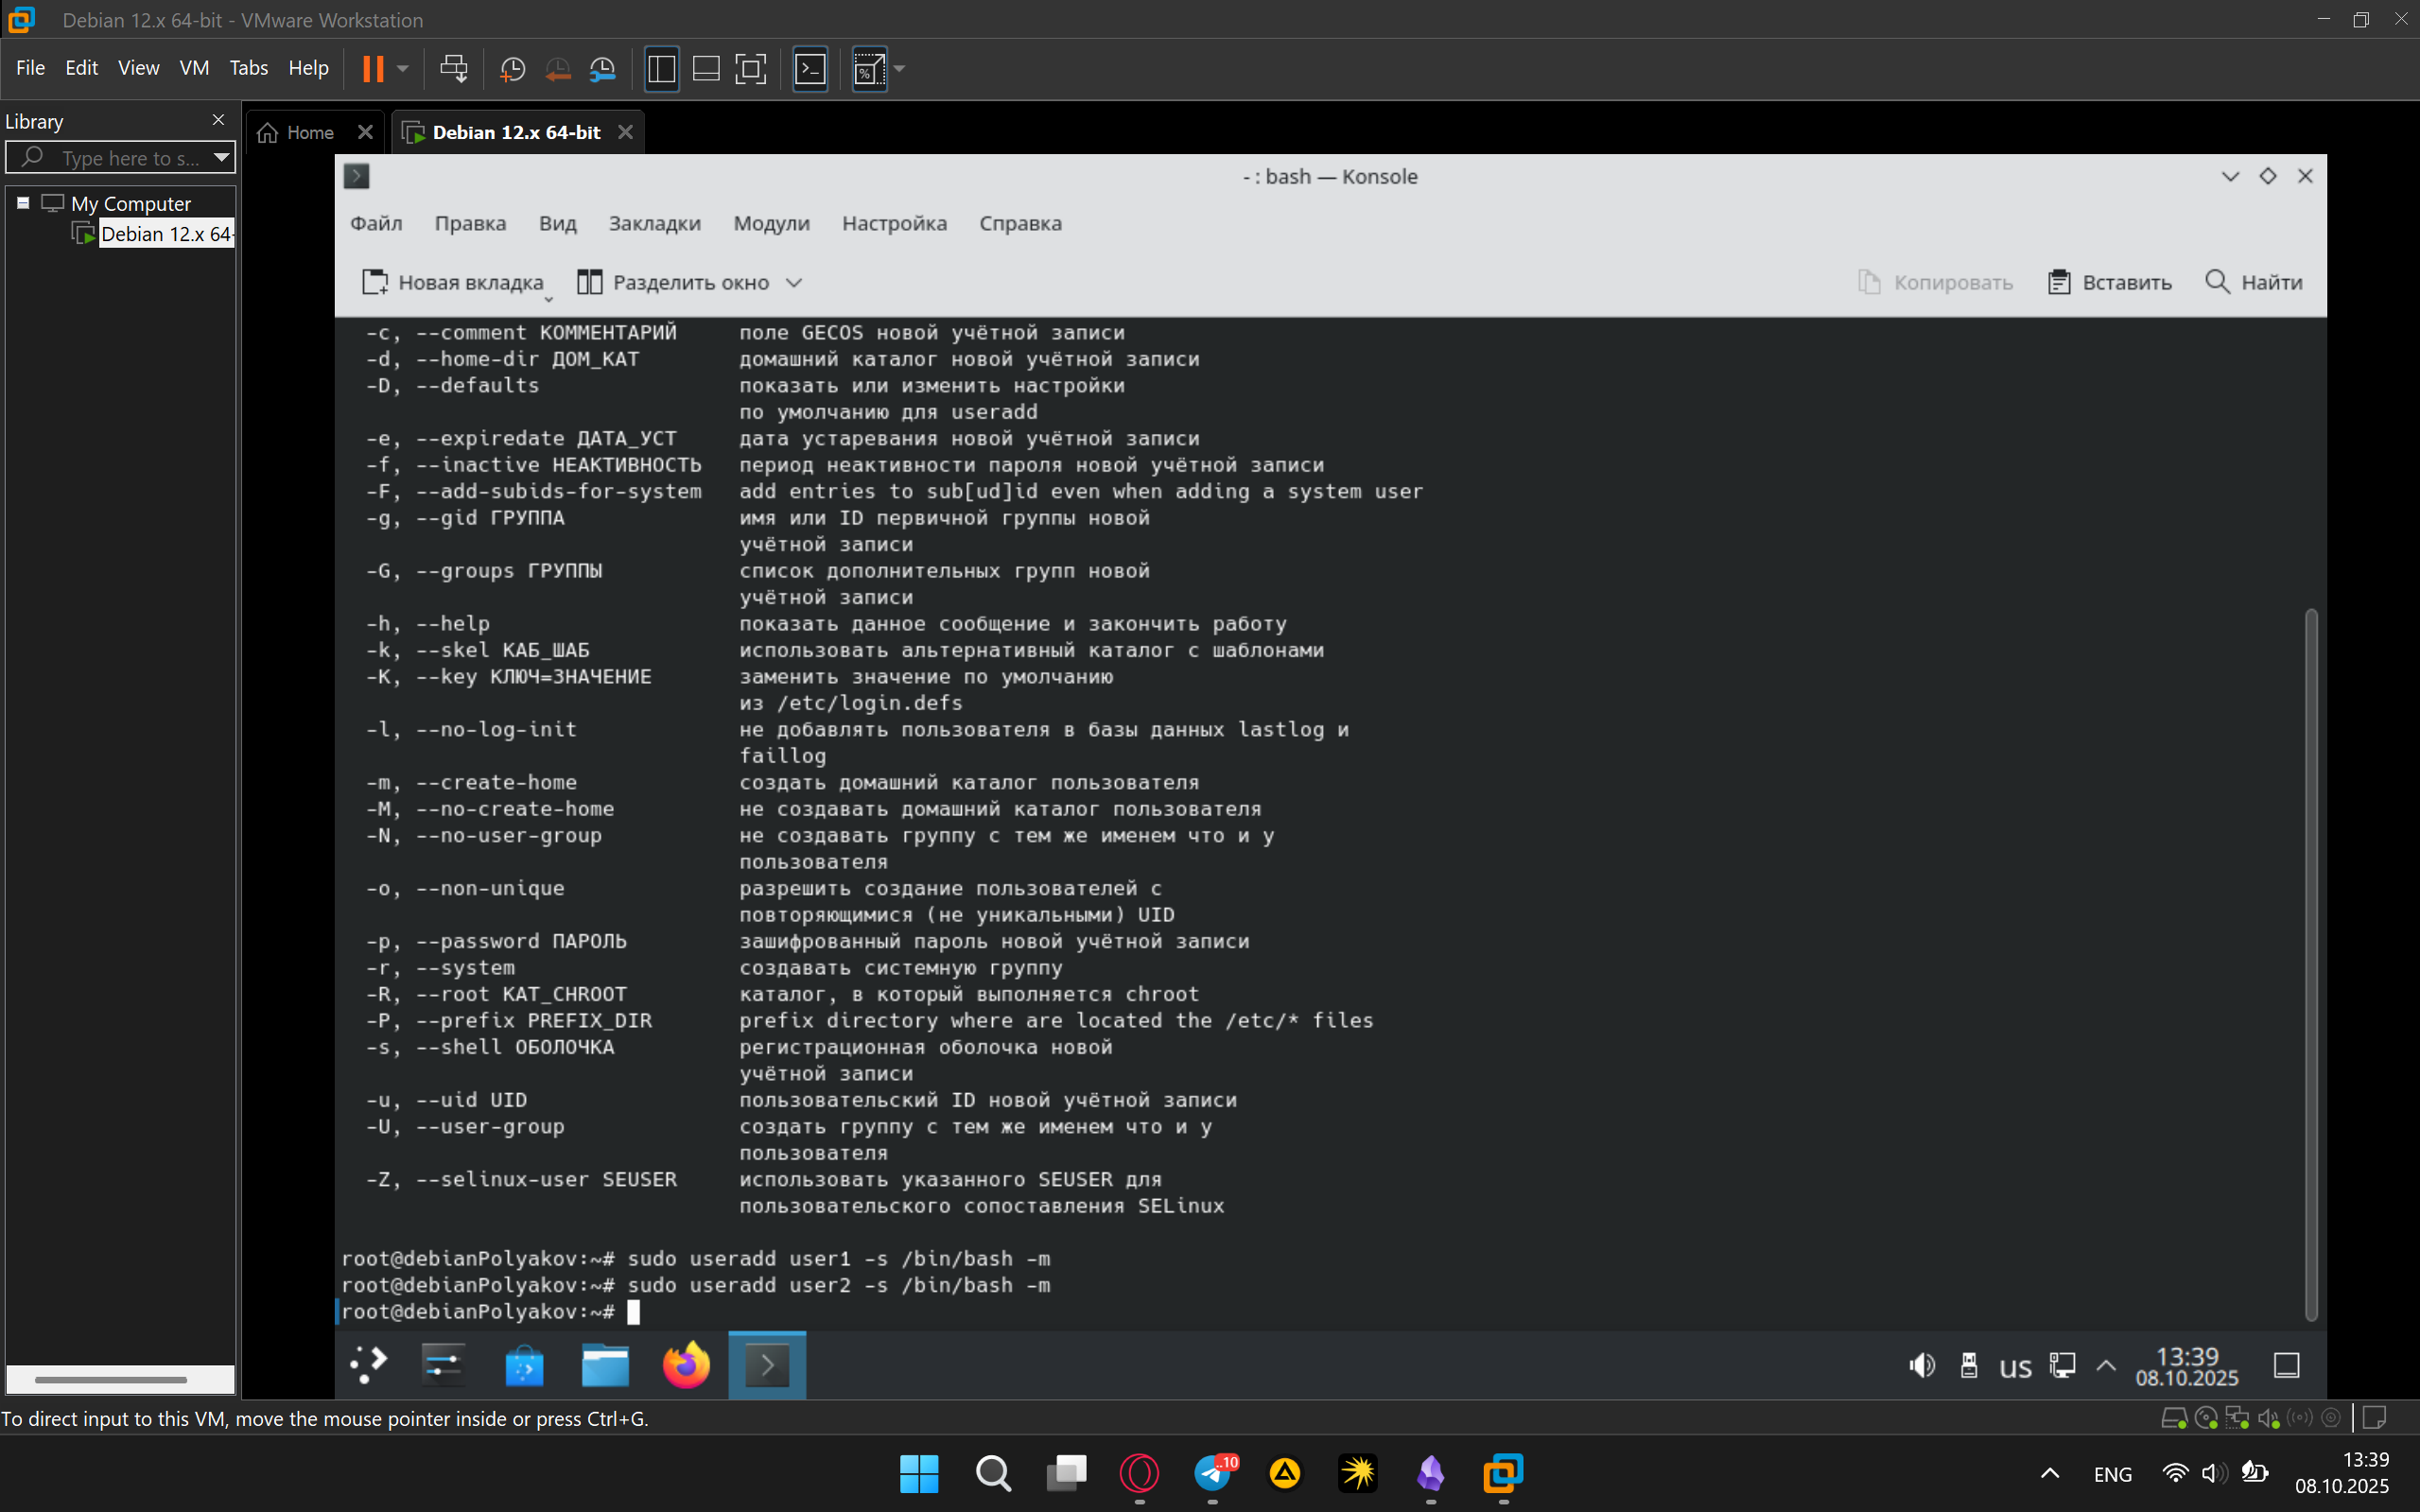 Debian 12.x 64-bit - VMware Workstation
File Edit View VM Tabs Help
Library
Home
Debian 12.x 64-bit
Type here to s...
My Computer
Debian 12.x 64-
- : bash — Konsole
Файл Правка Вид Закладки Модули Настройка Справка
Новая вкладка Разделить окно Копировать Вставить Найти
-c, --comment КОММЕНТАРИЙ поле GECOS новой учётной записи
-d, --home-dir ДОМ_КАТ домашний каталог новой учётной записи
-D, --defaults показать или изменить настройки
по умолчанию для useradd
-e, --expiredate ДАТА_УСТ дата устаревания новой учётной записи
-f, --inactive НЕАКТИВНОСТЬ период неактивности пароля новой учётной записи
-F, --add-subids-for-system add entries to sub[ud]id even when adding a system user
-g, --gid ГРУППА имя или ID первичной группы новой
учётной записи
-G, --groups ГРУППЫ список дополнительных групп новой
учётной записи
-h, --help показать данное сообщение и закончить работу
-k, --skel КАБ_ШАБ использовать альтернативный каталог с шаблонами
-K, --key КЛЮЧ=ЗНАЧЕНИЕ заменить значение по умолчанию
из /etc/login.defs
-l, --no-log-init не добавлять пользователя в базы данных lastlog и
faillog
-m, --create-home создать домашний каталог пользователя
-M, --no-create-home не создавать домашний каталог пользователя
-N, --no-user-group не создавать группу с тем же именем что и у
пользователя
-o, --non-unique разрешить создание пользователей с
повторяющимися (не уникальными) UID
-p, --password ПАРОЛЬ зашифрованный пароль новой учётной записи
-r, --system создавать системную группу
-R, --root КАТ_CHROOT каталог, в который выполняется chroot
-P, --prefix PREFIX_DIR prefix directory where are located the /etc/* files
-s, --shell ОБОЛОЧКА регистрационная оболочка новой
учётной записи
-u, --uid UID пользовательский ID новой учётной записи
-U, --user-group создать группу с тем же именем что и у
пользователя
-Z, --selinux-user SEUSER использовать указанного SEUSER для
пользовательского сопоставления SELinux
root@debianPolyakov:~# sudo useradd user1 -s /bin/bash -m
root@debianPolyakov:~# sudo useradd user2 -s /bin/bash -m
root@debianPolyakov:~#
us
13:39
08.10.2025
To direct input to this VM, move the mouse pointer inside or press Ctrl+G.
..10
ENG
13:39
08.10.2025